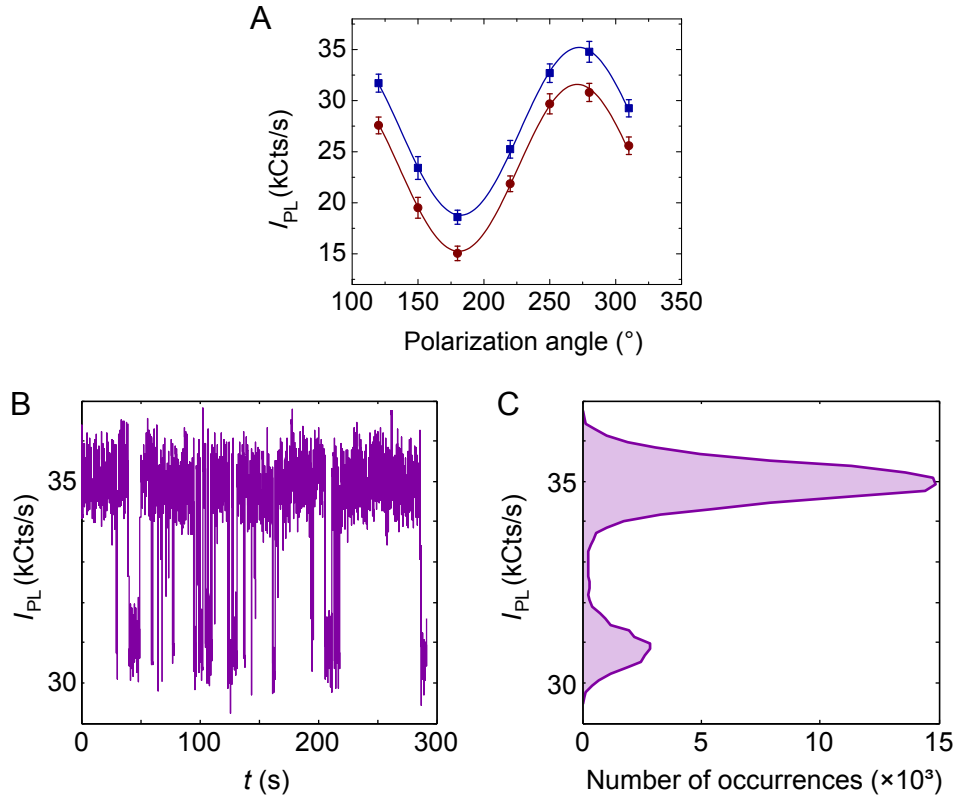 A
I_PL (kCts/s)
35
30
25
20
15
100 150 200 250 300 350
Polarization angle (°)
B
I_PL (kCts/s)
35
30
0 100 200 300
t (s)
C
I_PL (kCts/s)
35
30
0 5 10 15
Number of occurrences (×10³)